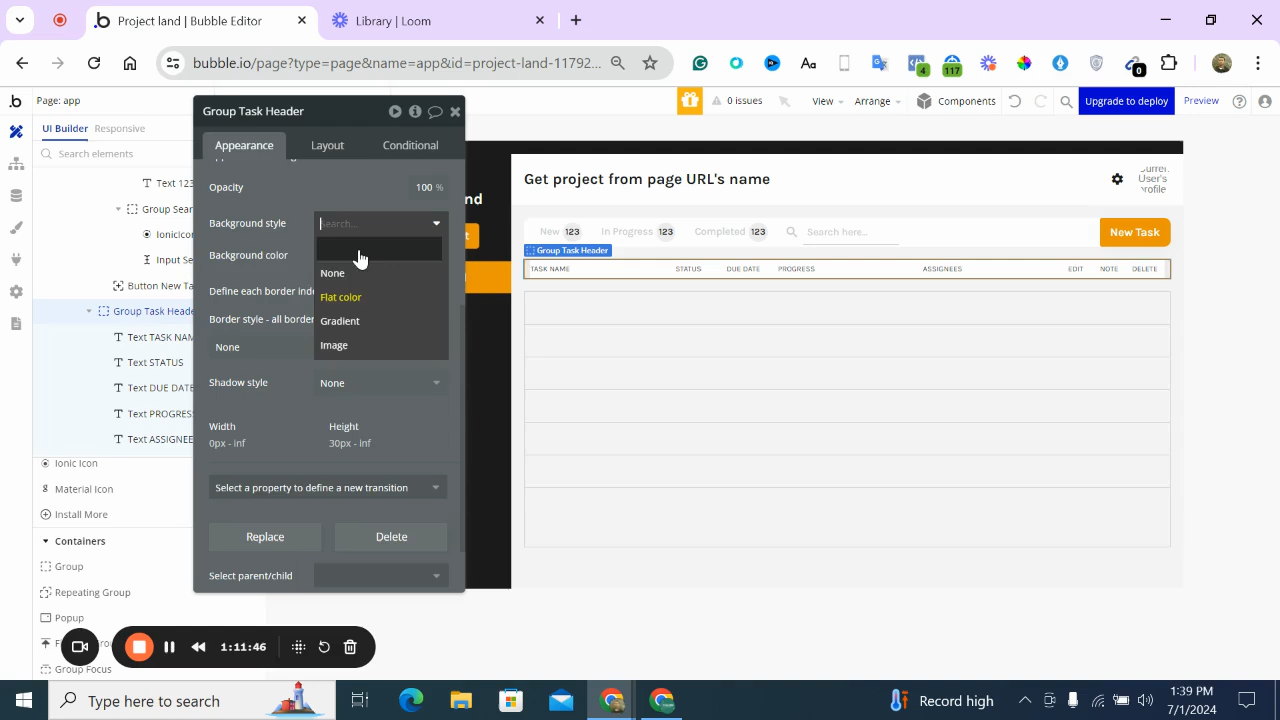 Project land | Bubble Editor
Library | Loom
bubble.io/page?type=page&name=app&id=project-land-11792...
4
117
0
Page: app
0 issues
View
Arrange
Components
Upgrade to deploy
Preview
UI Builder
Responsive
Search elements
Text 123
Group Sear
IonicIcon
Input Se
Button New Ta
Group Task Heade
Text TASK NAM
Text STATUS
Text DUE DATE
Text PROGRES
Text ASSIGNEE
Ionic Icon
Material Icon
Install More
Containers
Group
Repeating Group
Popup
Group Focus
Group Task Header
Appearance
Layout
Conditional
Opacity
100 %
Background style
Search...
Background color
None
Flat color
Gradient
Image
Define each border inde
Border style - all border
None
Shadow style
None
Width
Height
0px - inf
30px - inf
Select a property to define a new transition
Replace
Delete
Select parent/child
nd
t
Get project from page URL's name
Curren
User's
Profile
New 123
In Progress 123
Completed 123
Search here...
New Task
Group Task Header
TASK NAME
STATUS
DUE DATE
PROGRESS
ASSIGNEES
EDIT
NOTE
DELETE
1:11:46
Type here to search
Record high
1:39 PM
7/1/2024